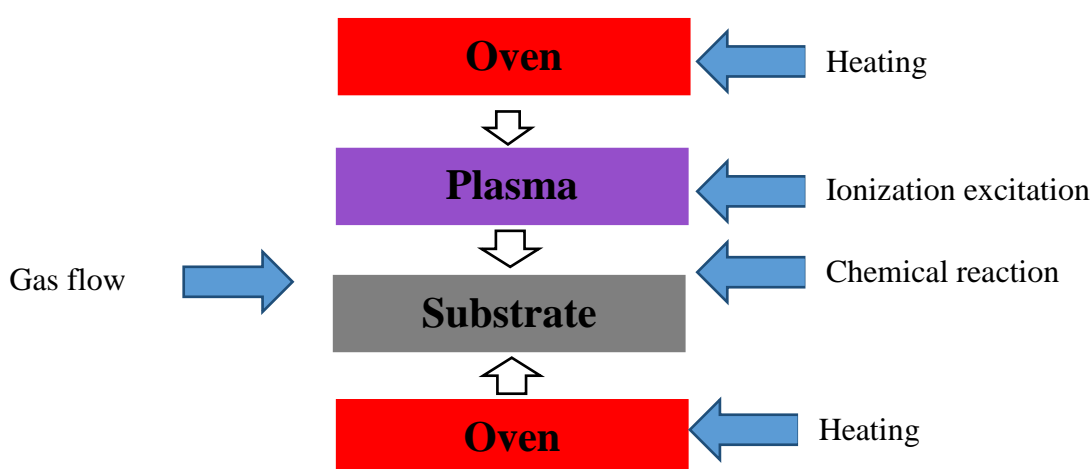 Oven
Heating
Plasma
Ionization excitation
Chemical reaction
Gas flow
Substrate
Oven
Heating